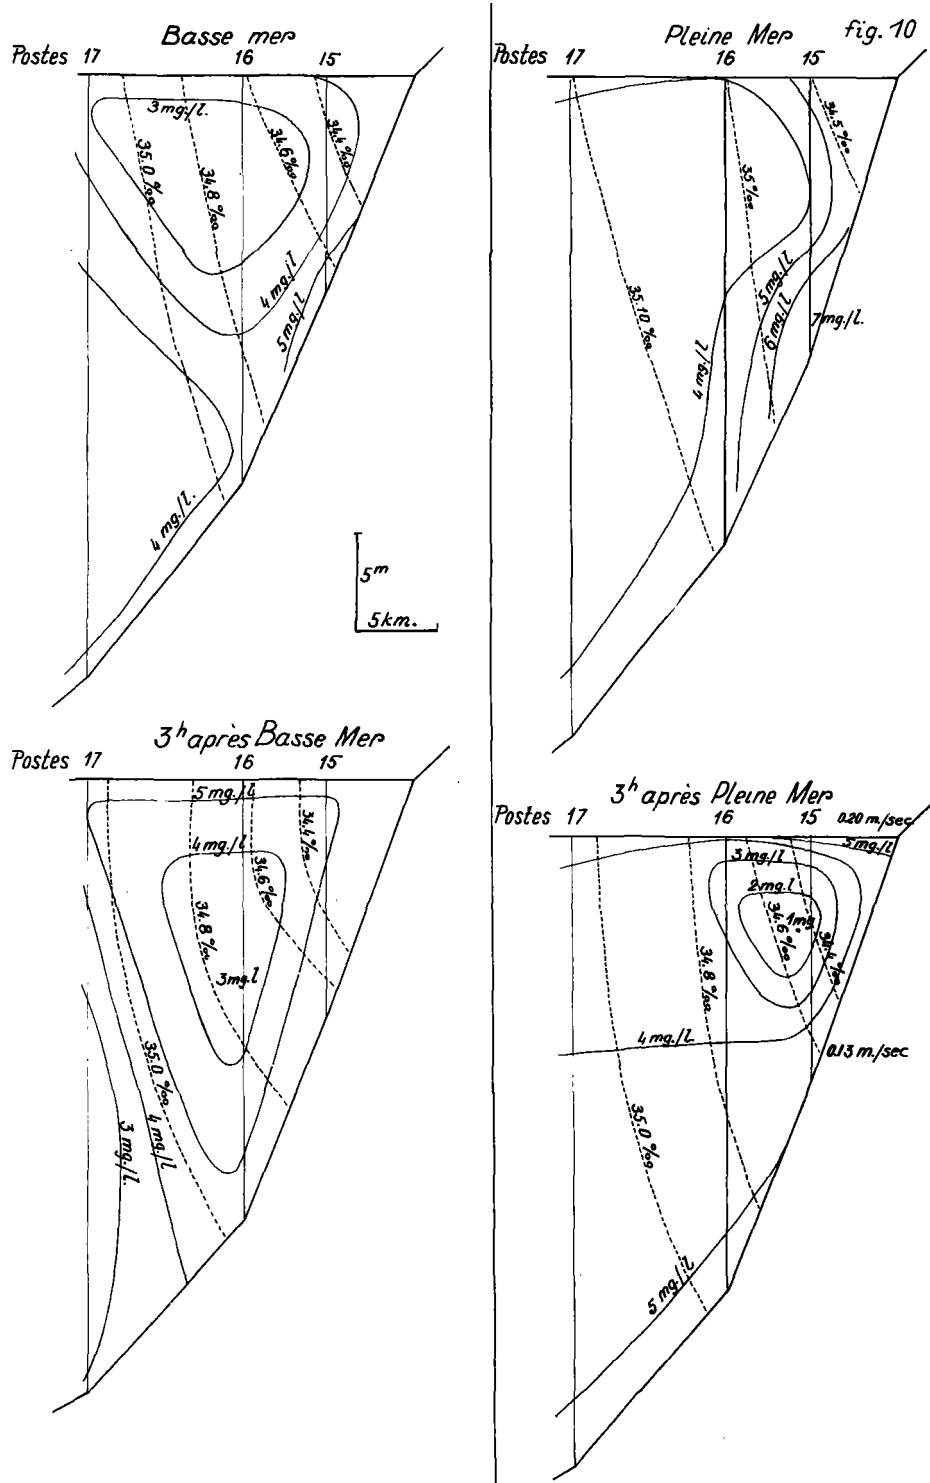 fig. 10
Basse mer
Postes 17 16 15
3 mg./l.
35.0 ‰
34.8 ‰
34.6 ‰
34.4 ‰
4 mg./l
5 mg./l
4 mg./l.
5m
5km.
Pleine Mer
Postes 17 16 15
34.5 ‰
35 ‰
35.10 ‰
5 mg./l
6 mg./l
7 mg./l.
4 mg./l
3h après Basse Mer
Postes 17 16 15
5 mg./l
4 mg./l
34.4 ‰
34.6 ‰
34.8 ‰
3 mg.l
35.0 ‰
4 mg./l
3 mg./l.
3h après Pleine Mer
Postes 17 16 15 0.20 m./sec
5 mg./l
3 mg./l
2 mg.l
1 mg
34.6 ‰
34.4 ‰
34.8 ‰
4 mg./l.
0.13 m./sec
35.0 ‰
5 mg./l